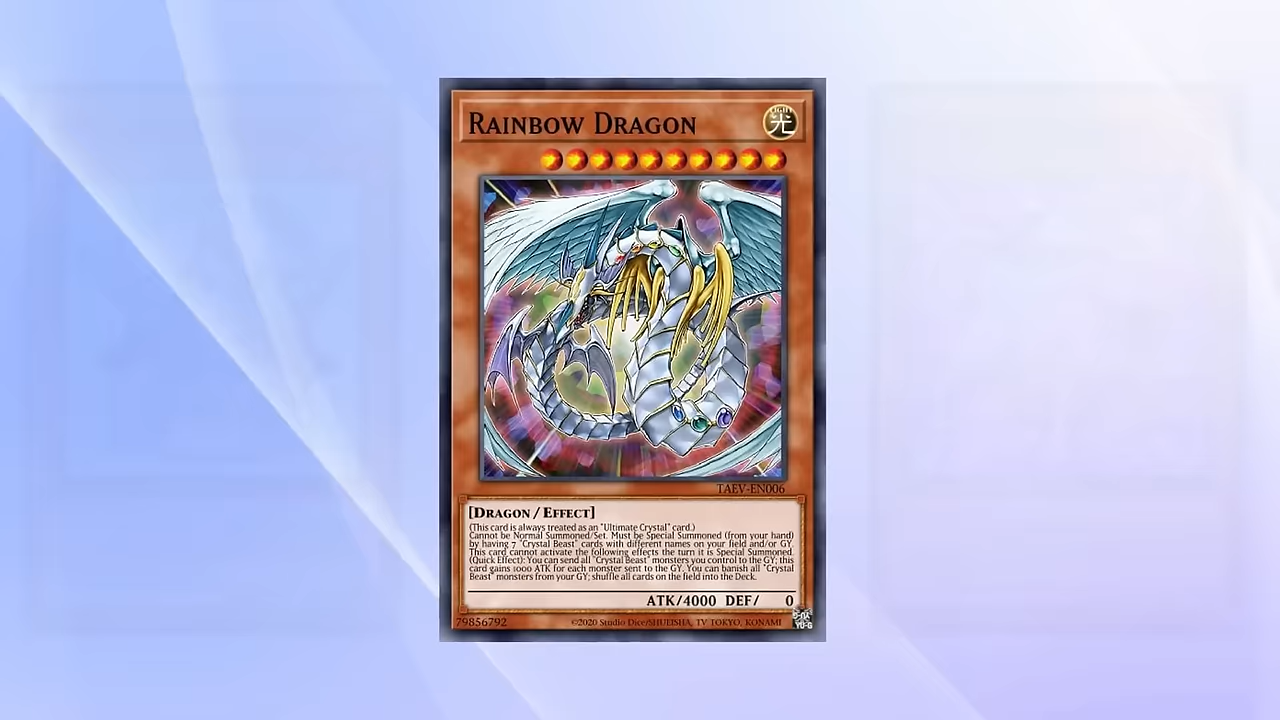 Rainbow Dragon
LIGHT
光
TAEV-EN006
[Dragon / Effect]
(This card is always treated as an "Ultimate Crystal" card.)
Cannot be Normal Summoned/Set. Must be Special Summoned (from your hand)
by having 7 "Crystal Beast" cards with different names on your field and/or GY.
This card cannot activate the following effects the turn it is Special Summoned.
(Quick Effect): You can send all "Crystal Beast" monsters you control to the GY; this
card gains 1000 ATK for each monster sent to the GY. You can banish all "Crystal
Beast" monsters from your GY; shuffle all cards on the field into the Deck.
ATK/4000 DEF/ 0
79856792 ©2020 Studio Dice/SHUEISHA, TV TOKYO, KONAMI